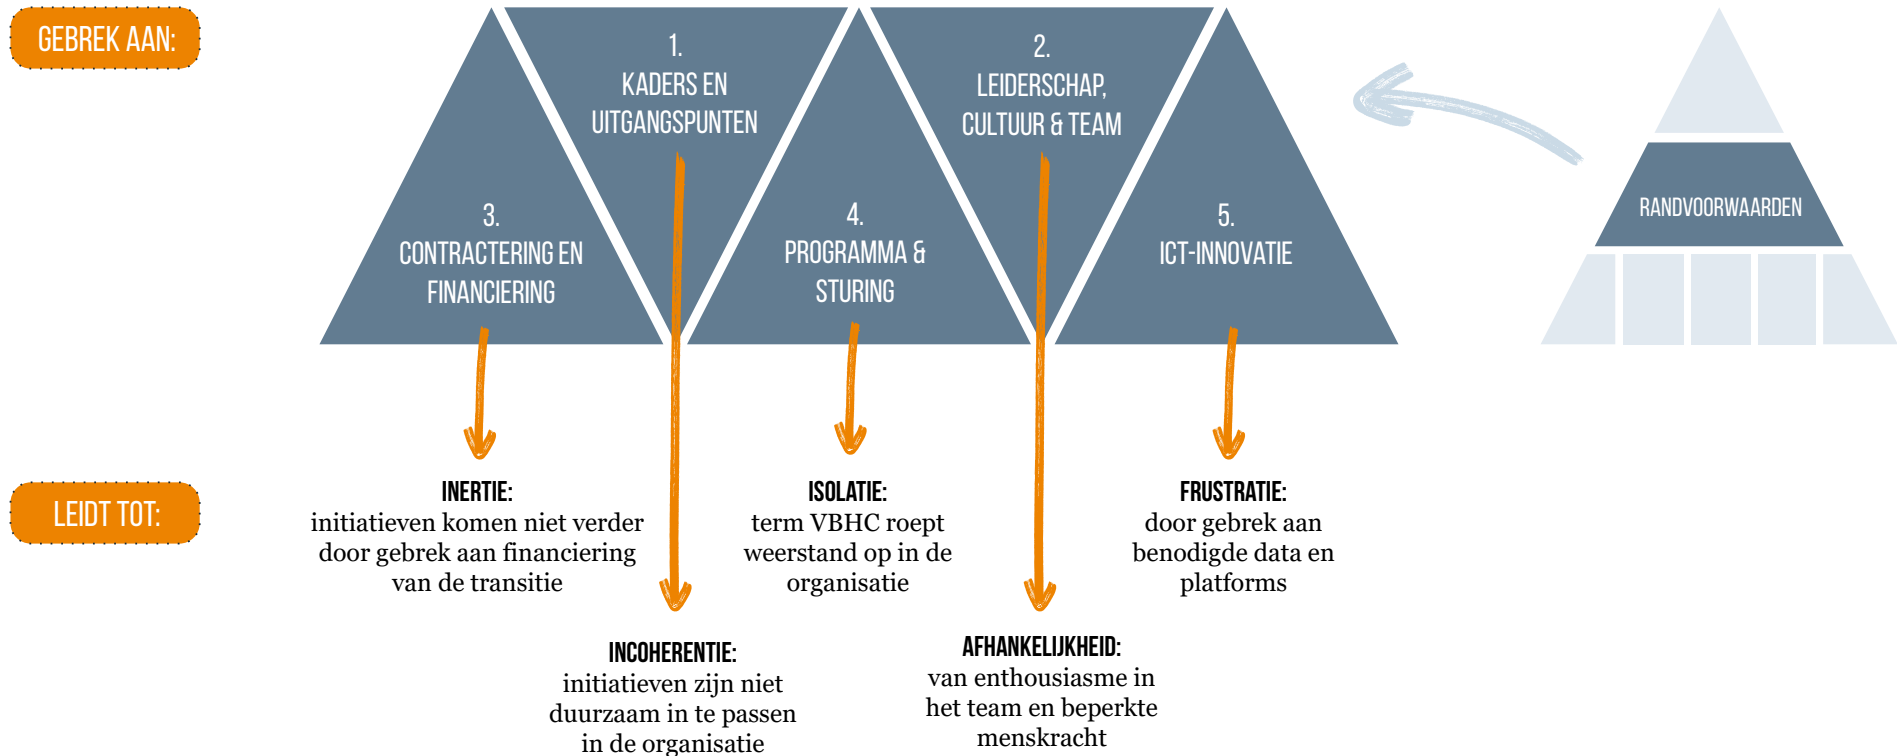 GEBREK AAN:
1.
KADERS EN
UITGANGSPUNTEN
2.
LEIDERSCHAP,
CULTUUR & TEAM
3.
CONTRACTERING EN
FINANCIERING
4.
PROGRAMMA &
STURING
5.
ICT-INNOVATIE
RANDVOORWAARDEN
LEIDT TOT:
INERTIE:
initiatieven komen niet verder
door gebrek aan financiering
van de transitie
ISOLATIE:
term VBHC roept
weerstand op in de
organisatie
FRUSTRATIE:
door gebrek aan
benodigde data en
platforms
INCOHERENTIE:
initiatieven zijn niet
duurzaam in te passen
in de organisatie
AFHANKELIJKHEID:
van enthousiasme in
het team en beperkte
menskracht